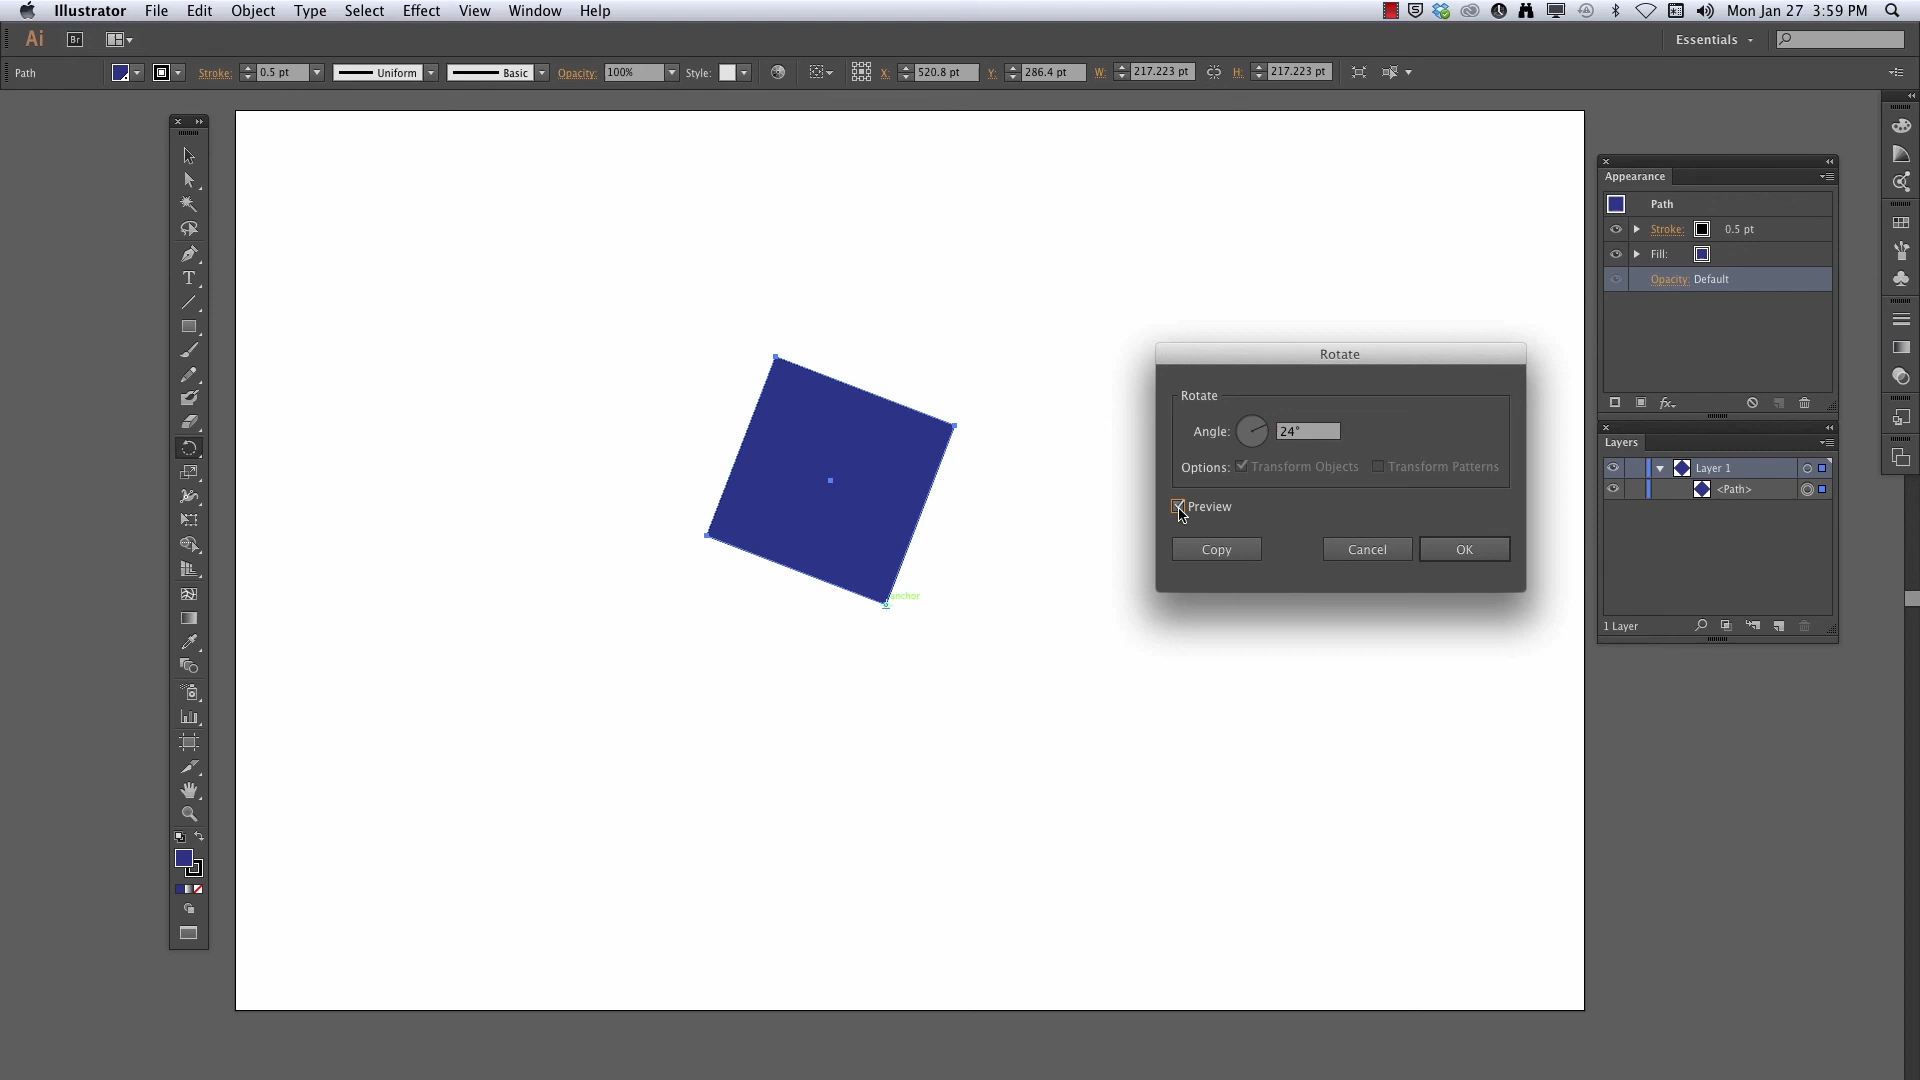 Illustrator File Edit Object Type Select Effect View Window Help Mon Jan 27 3:59 PM
Ai Br Essentials
Path Stroke: 0.5 pt Uniform Basic Opacity: 100% Style: X: 520.8 pt Y: 286.4 pt W: 217.223 pt H: 217.223 pt
Appearance
Path
Stroke: 0.5 pt
Fill:
Opacity: Default
fx
Layers
Layer 1
<Path>
1 Layer
Rotate
Rotate
Angle: 24°
Options: Transform Objects Transform Patterns
Preview
Copy Cancel OK
anchor
T